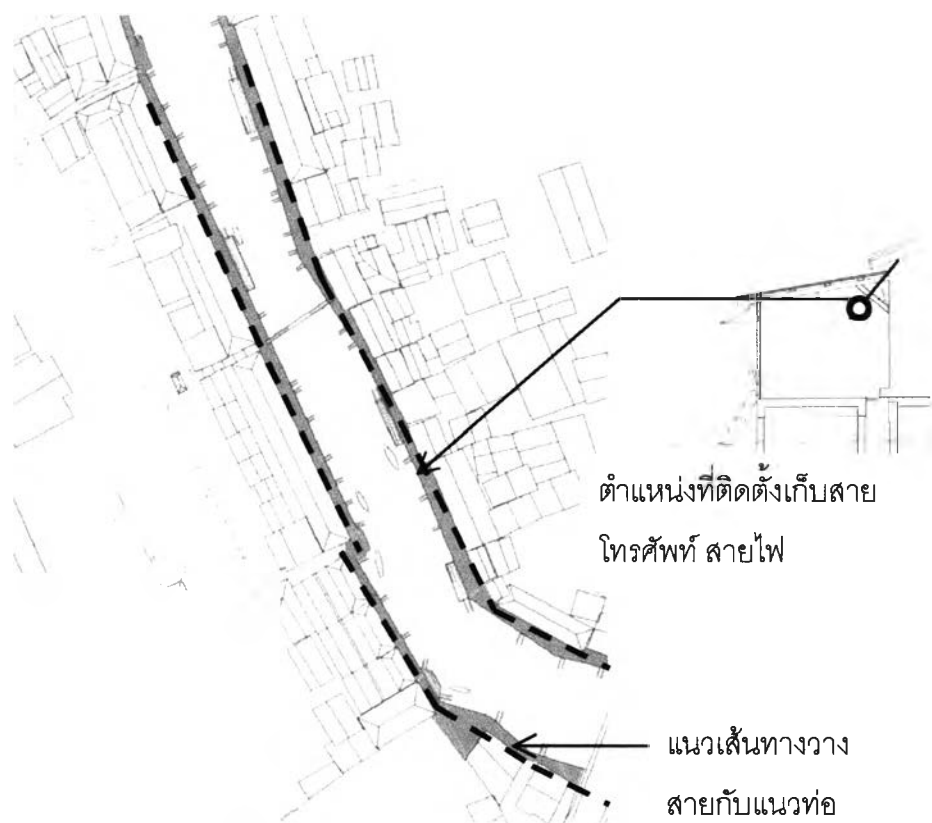 ตำแหน่งที่ติดตั้งเก็บสาย
โทรศัพท์ สายไฟ
แนวเส้นทางวาง
สายกับแนวท่อ